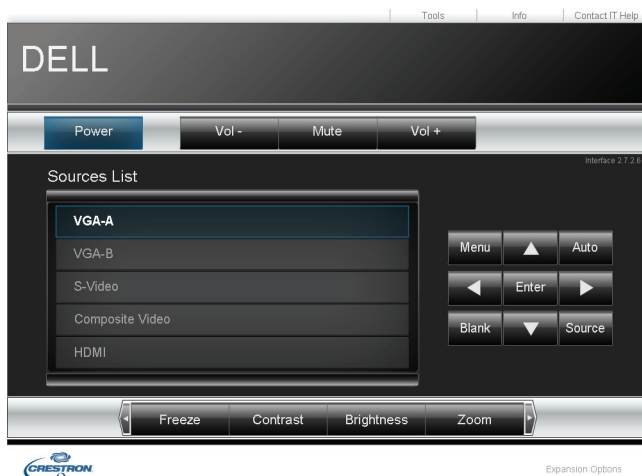 Tools Info Contact IT Help
DELL
Power Vol - Mute Vol +
Interface 2.7.2.6
Sources List
VGA-A
VGA-B
S-Video
Composite Video
HDMI
Menu Auto
Enter
Blank Source
Freeze Contrast Brightness Zoom
CRESTRON
Expansion Options